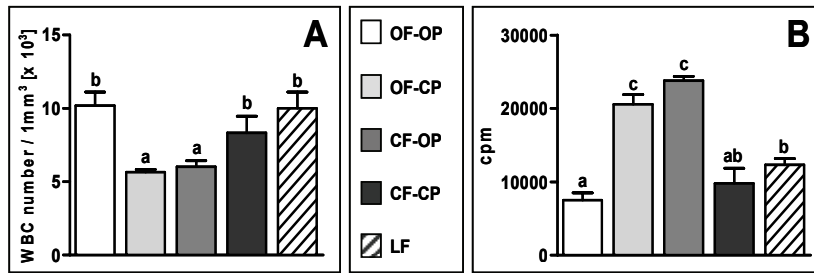 A
WBC number / 1mm³ [x 10³]
15
10
5
0
b
a
a
b
b
OF-OP
OF-CP
CF-OP
CF-CP
LF
B
cpm
30000
20000
10000
0
a
c
c
ab
b